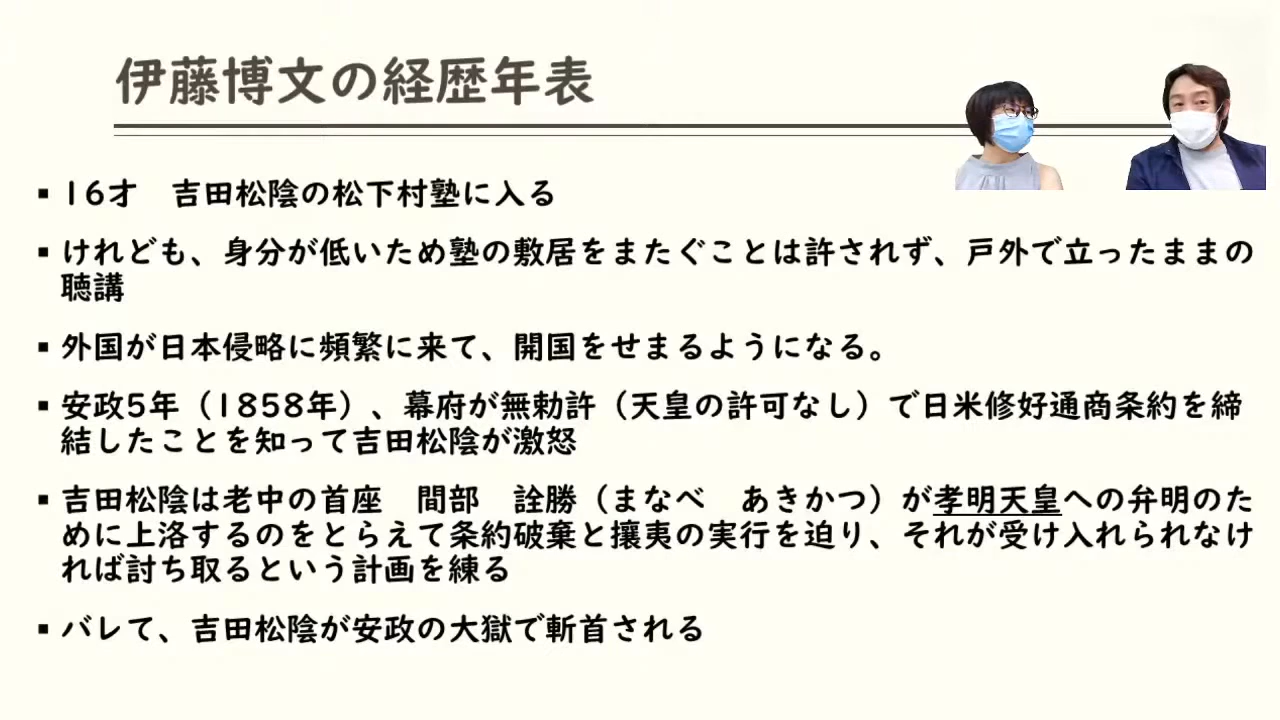 伊藤博文の経歴年表
▪ 16才　吉田松陰の松下村塾に入る
▪ けれども、身分が低いため塾の敷居をまたぐことは許されず、戸外で立ったままの
聴講
▪ 外国が日本侵略に頻繁に来て、開国をせまるようになる。
▪ 安政5年（1858年）、幕府が無勅許（天皇の許可なし）で日米修好通商条約を締
結したことを知って吉田松陰が激怒
▪ 吉田松陰は老中の首座　間部　詮勝（まなべ　あきかつ）が孝明天皇への弁明のた
めに上洛するのをとらえて条約破棄と攘夷の実行を迫り、それが受け入れられなけ
れば討ち取るという計画を練る
▪ バレて、吉田松陰が安政の大獄で斬首される